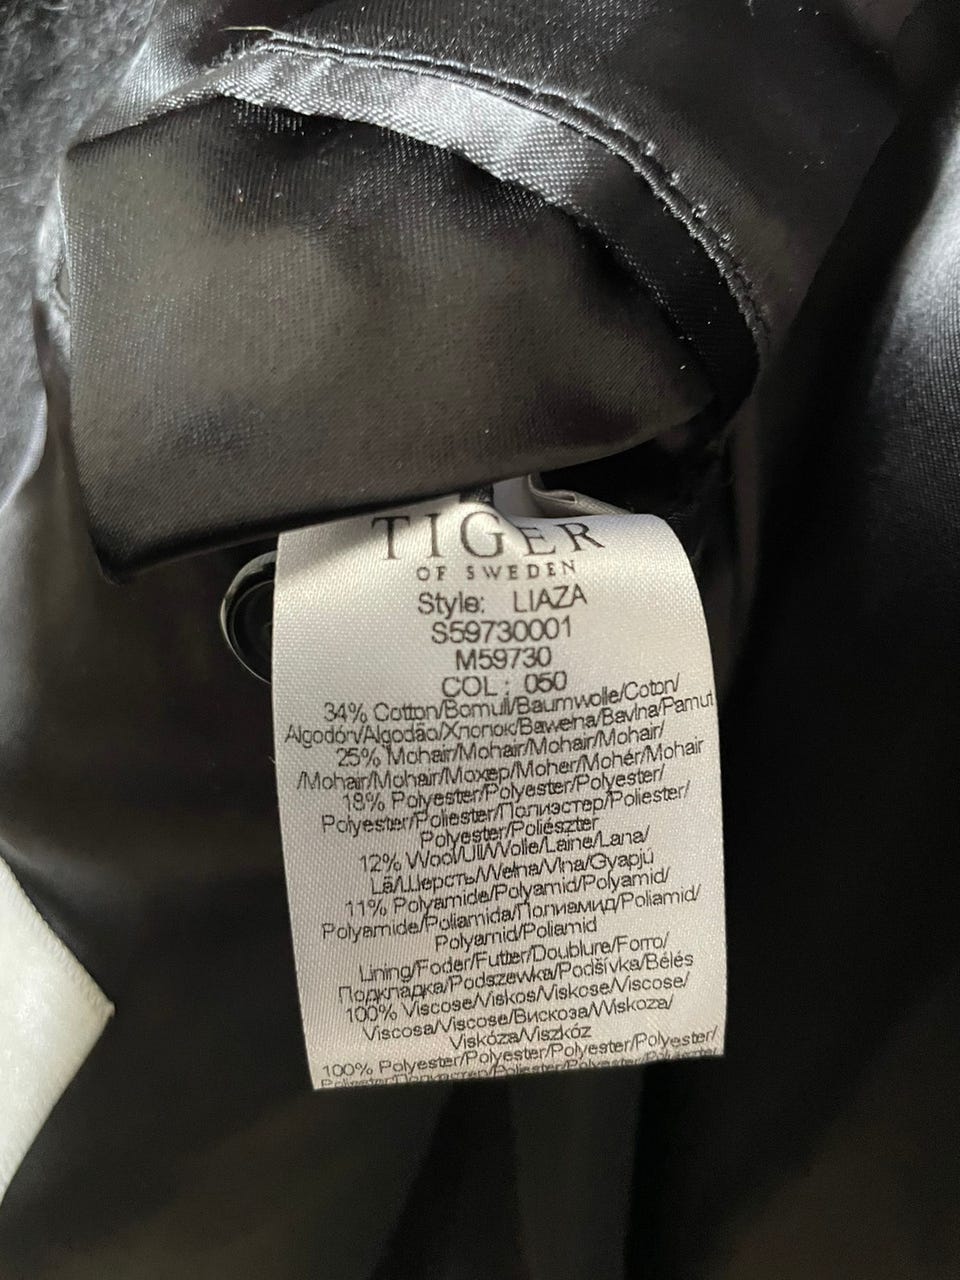 TIGER
OF SWEDEN
Style: LIAZA
S59730001
M59730
COL: 050
34% Cotton/Bomull/Baumwolle/Coton/
Algodón/Algodão/Хлопок/Bawełna/Bavlna/Pamut
25% Mohair/Mohair/Mohair/Mohair/
/Mohair/Mohair/Мохер/Moher/Mohér/Mohair
18% Polyester/Polyester/Polyester/
Polyester/Poliester/Полиэстер/Poliester/
Polyester/Poliészter
12% Wool/Ull/Wolle/Laine/Lana/
Lã/Шерсть/Wełna/Vlna/Gyapjú
11% Polyamide/Polyamid/Polyamid/
Polyamide/Poliamida/Полиамид/Poliamid/
Polyamid/Poliamid
Lining/Foder/Futter/Doublure/Forro/
Подкладка/Podszewka/Podšívka/Bélés
100% Viscose/Viskos/Viskose/Viscose/
Viscosa/Viscose/Вискоза/Wiskoza/
Viskóza/Viszkóz
100% Polyester/Polyester/Polyester/Polyester/